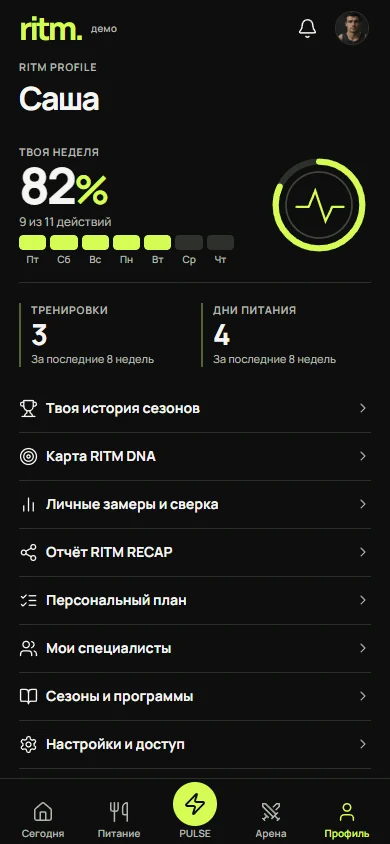 ritm. демо
RITM PROFILE
Саша
ТВОЯ НЕДЕЛЯ
82%
9 из 11 действий
Пт Сб Вс Пн Вт Ср Чт
ТРЕНИРОВКИ ДНИ ПИТАНИЯ
3 4
За последние 8 недель За последние 8 недель
Твоя история сезонов
Карта RITM DNA
Личные замеры и сверка
Отчёт RITM RECAP
Персональный план
Мои специалисты
Сезоны и программы
Настройки и доступ
Сегодня Питание PULSE Арена Профиль